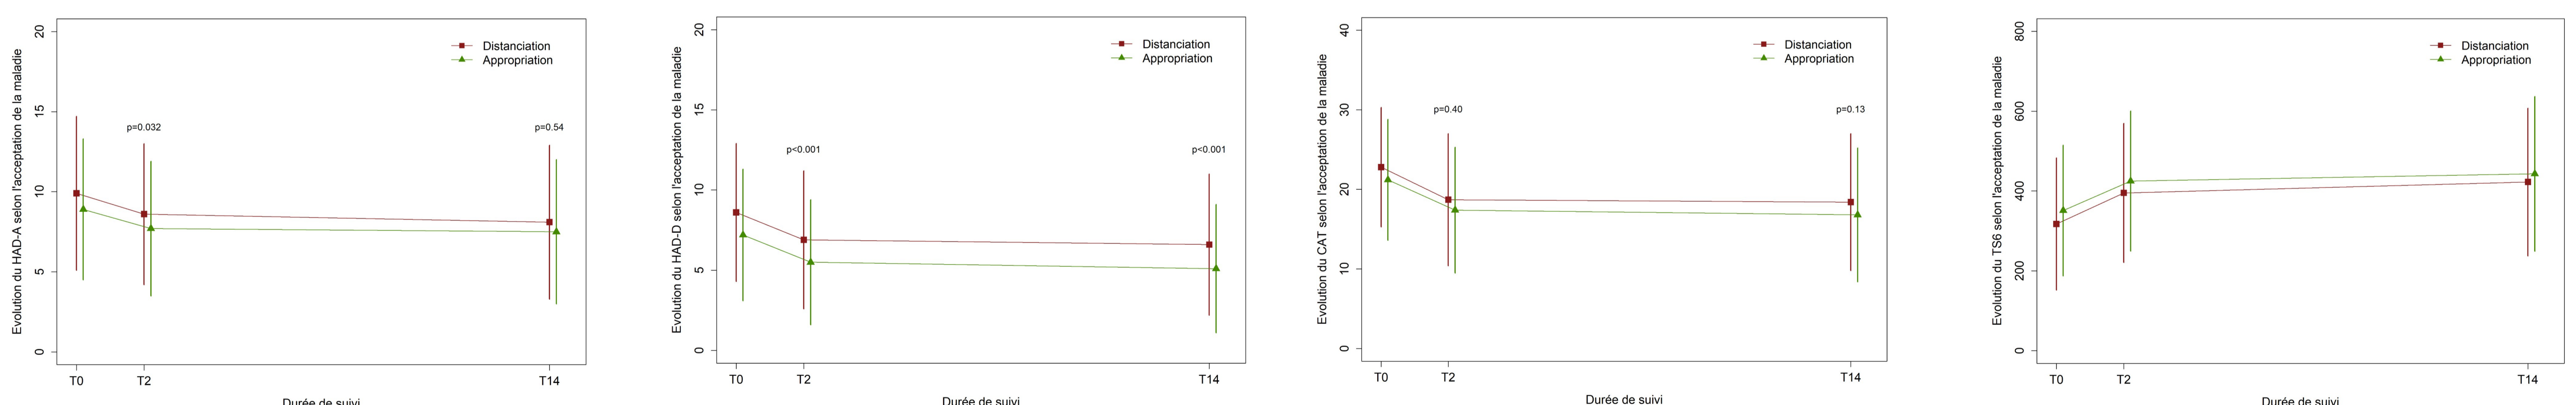 Evolution du HAD-A selon l'acceptation de la maladie
20
15
10
5
0
Distanciation
Appropriation
p=0.032
p=0.54
T0
T2
T14
Durée de suivi
Evolution du HAD-D selon l'acceptation de la maladie
20
15
10
5
0
Distanciation
Appropriation
p<0.001
p<0.001
T0
T2
T14
Durée de suivi
Evolution du CAT selon l'acceptation de la maladie
40
30
20
10
0
Distanciation
Appropriation
p=0.40
p=0.13
T0
T2
T14
Durée de suivi
Evolution du TS6 selon l'acceptation de la maladie
800
600
400
200
0
Distanciation
Appropriation
T0
T2
T14
Durée de suivi